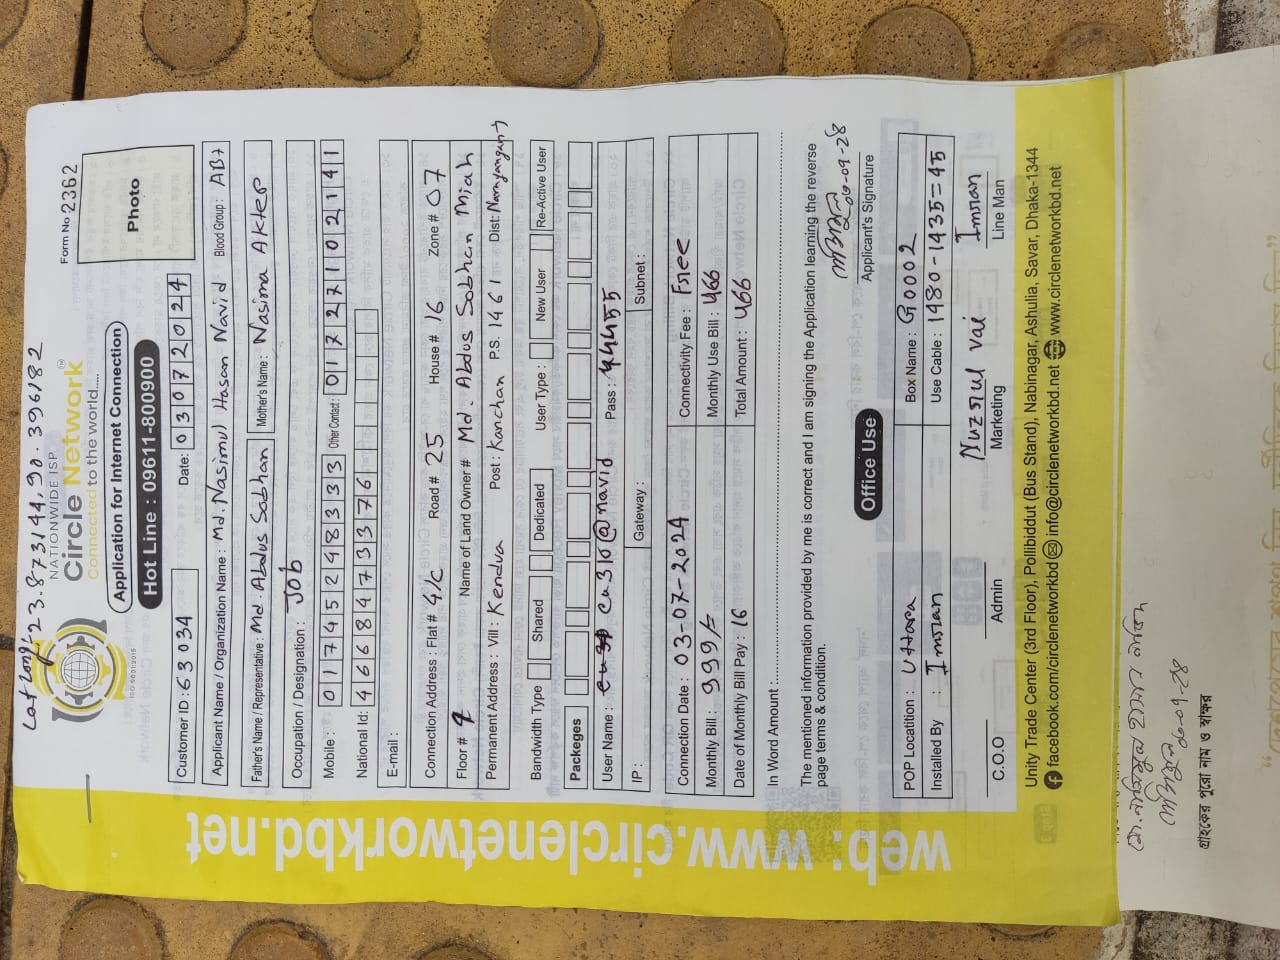 Lat Long: 23.873144, 90.396182
NATIONWIDE ISP
Circle Network
Connected to the world.....
ISO 9001:2015
Form No 2362
Application for Internet Connection
Hot Line : 09611-800900
Photo
Customer ID : 63034 Date: 03072024
Applicant Name / Organization Name : Md. Nasimul Hasan Navid Blood Group : AB+
Father's Name / Representative : Md. Abdus Sobhan Mother's Name : Nasima Akter
Occupation / Designation : Job
Mobile : 01745248333 Other Contact : 01727102141
National Id: 4668473376
E-mail :
Connection Address : Flat # 4/c Road # 25 House # 16 Zone # 07
Floor # Name of Land Owner # Md. Abdus Sobhan Miah
Permanent Address : Vill : Kendua Post : Kanchan P.S. 1461 Dist: Narayanganj
Bandwidth Type Shared Dedicated User Type : New User Re-Active User
Packeges
User Name : @navid Pass :
IP : Gateway : Subnet :
Connection Date : 03-07-2024 Connectivity Fee : Free
Monthly Bill : 999/= Monthly Use Bill : 466
Date of Monthly Bill Pay : 16 Total Amount : 466
In Word Amount
The mentioned information provided by me is correct and I am signing the Application learning the reverse
page terms & condition.
Applicant's Signature
Office Use
POP Locatition : Uttara Box Name : G0002
Installed By : Imran Use Cable : 1480-1435=45
Imran
C.O.O Admin Marketing Line Man
Unity Trade Center (3rd Floor), Pollibiddut (Bus Stand), Nabinagar, Ashulia, Savar, Dhaka-1344
facebook.com/circlenetworkbd info@circlenetworkbd.net www.circlenetworkbd.net
web: www.circlenetworkbd.net
মো. নাসিমুল হাসান নাভিদ
গ্রাহকের পুরো নাম ও স্বাক্ষর